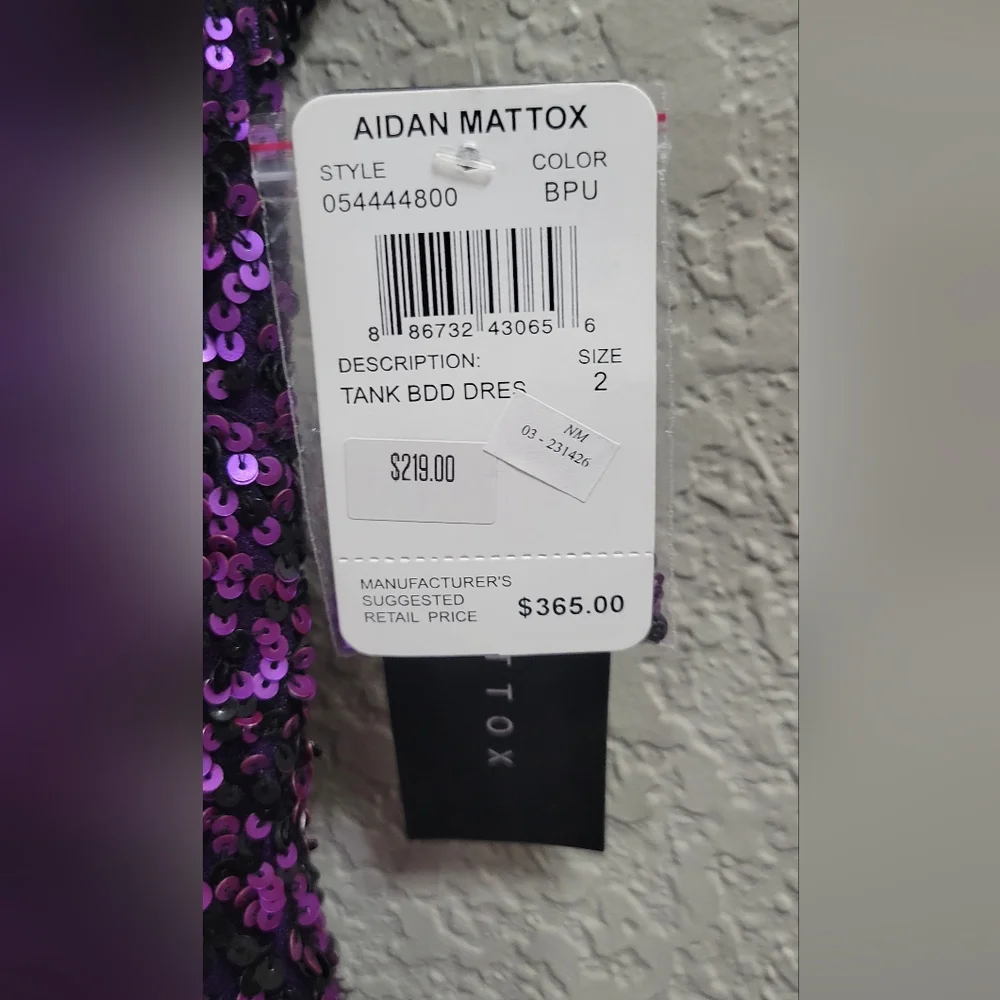 AIDAN MATTOX
STYLE
COLOR
054444800
BPU
8 86732 43065 6
DESCRIPTION:
SIZE
TANK BDD DRES
2
NM
03 - 231426
$219.00
MANUFACTURER'S
SUGGESTED
RETAIL PRICE
$365.00
TTOX